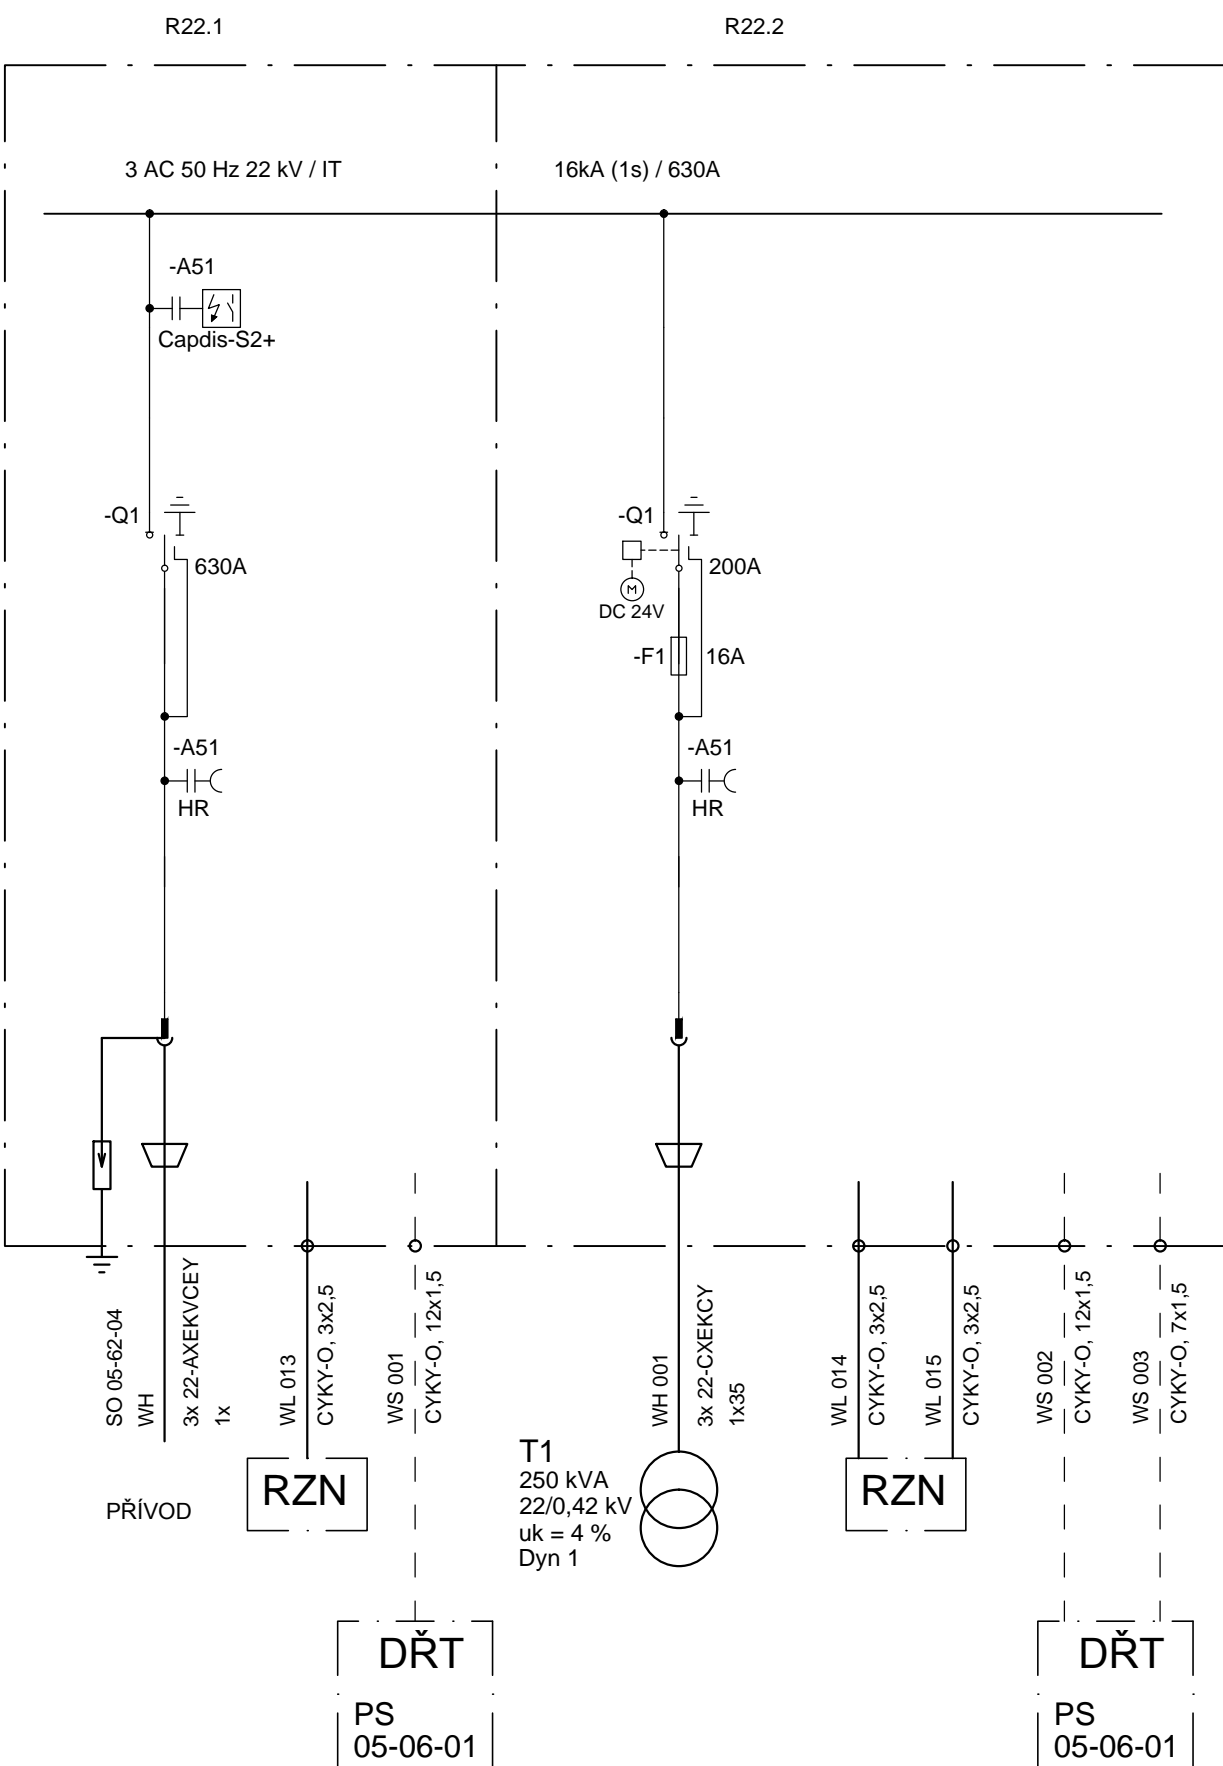 R22.1
R22.2
3 AC 50 Hz 22 kV / IT
16kA (1s) / 630A
-A51
Capdis-S2+
-Q1
630A
-A51
HR
-Q1
200A
M
DC 24V
-F1
16A
-A51
HR
SO 05-62-04
WH
3x 22-AXEKVCEY
1x
WL 013
CYKY-O, 3x2,5
WS 001
CYKY-O, 12x1,5
WH 001
3x 22-CXEKCY
1x35
WL 014
CYKY-O, 3x2,5
WL 015
CYKY-O, 3x2,5
WS 002
CYKY-O, 12x1,5
WS 003
CYKY-O, 7x1,5
PŘÍVOD
RZN
T1
250 kVA
22/0,42 kV
uk = 4 %
Dyn 1
RZN
DŘT
PS
05-06-01
DŘT
PS
05-06-01